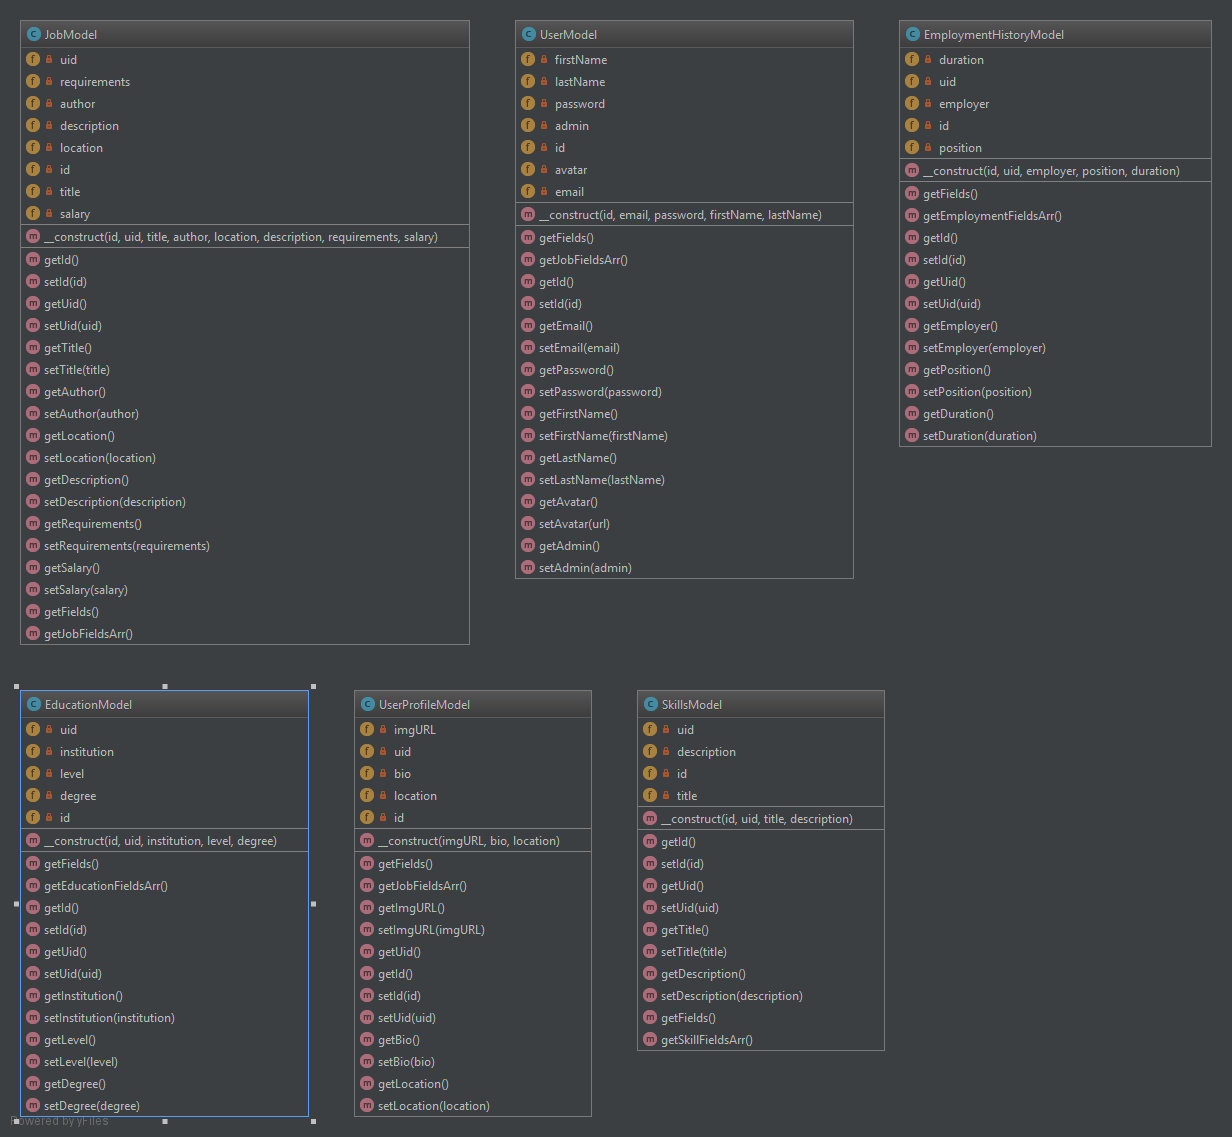 JobModel
uid
requirements
author
description
location
id
title
salary
__construct(id, uid, title, author, location, description, requirements, salary)
getId()
setId(id)
getUid()
setUid(uid)
getTitle()
setTitle(title)
getAuthor()
setAuthor(author)
getLocation()
setLocation(location)
getDescription()
setDescription(description)
getRequirements()
setRequirements(requirements)
getSalary()
setSalary(salary)
getFields()
getJobFieldsArr()
UserModel
firstName
lastName
password
admin
id
avatar
email
__construct(id, email, password, firstName, lastName)
getFields()
getJobFieldsArr()
getId()
setId(id)
getEmail()
setEmail(email)
getPassword()
setPassword(password)
getFirstName()
setFirstName(firstName)
getLastName()
setLastName(lastName)
getAvatar()
setAvatar(url)
getAdmin()
setAdmin(admin)
EmploymentHistoryModel
duration
uid
employer
id
position
__construct(id, uid, employer, position, duration)
getFields()
getEmploymentFieldsArr()
getId()
setId(id)
getUid()
setUid(uid)
getEmployer()
setEmployer(employer)
getPosition()
setPosition(position)
getDuration()
setDuration(duration)
EducationModel
uid
institution
level
degree
id
__construct(id, uid, institution, level, degree)
getFields()
getEducationFieldsArr()
getId()
setId(id)
getUid()
setUid(uid)
getInstitution()
setInstitution(institution)
getLevel()
setLevel(level)
getDegree()
setDegree(degree)
UserProfileModel
imgURL
uid
bio
location
id
__construct(imgURL, bio, location)
getFields()
getJobFieldsArr()
getImgURL()
setImgURL(imgURL)
getUid()
getId()
setId(id)
setUid(uid)
getBio()
setBio(bio)
getLocation()
setLocation(location)
SkillsModel
uid
description
id
title
__construct(id, uid, title, description)
getId()
setId(id)
getUid()
setUid(uid)
getTitle()
setTitle(title)
getDescription()
setDescription(description)
getFields()
getSkillFieldsArr()
Powered by yFiles